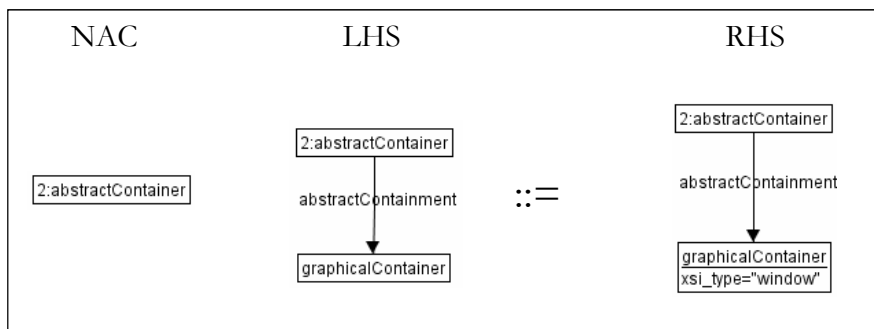 NAC LHS RHS
2:abstractContainer 2:abstractContainer 2:abstractContainer
abstractContainment ::= abstractContainment
graphicalContainer graphicalContainer
xsi_type="window"